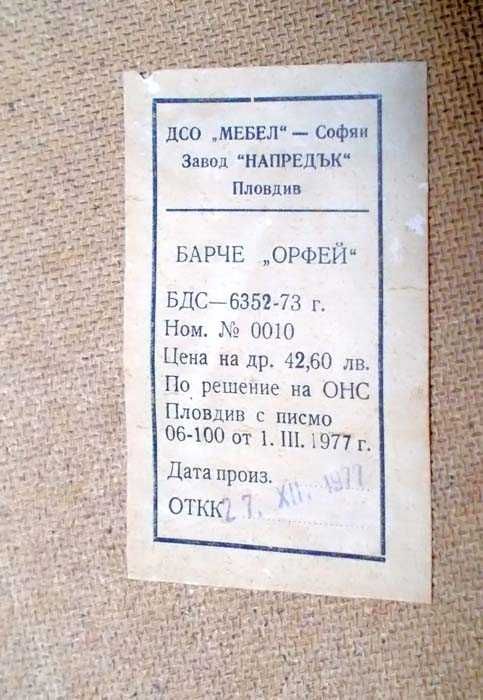 ДСО „МЕБЕЛ“ — Софяи
Завод “НАПРЕДЪК“
Пловдив
БАРЧЕ „ОРФЕЙ“
БДС—6352-73 г.
Ном. № 0010
Цена на др. 42,60 лв.
По решение на ОНС
Пловдив с писмо
06-100 от 1. III. 1977 г.
Дата произ.
ОТКК 27. XII. 1977